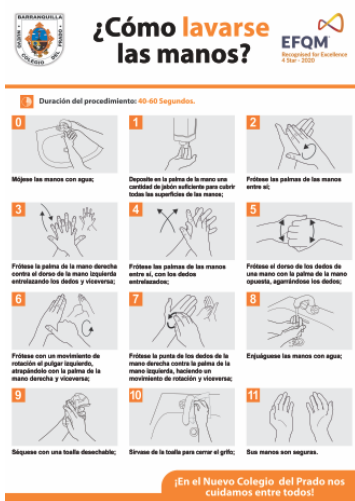 BARRANQUILLA
NUEVO COLEGIO DEL PRADO
¿Cómo lavarse
las manos?
EFQM
Recognised for Excellence
4 Star - 2020
Duración del procedimiento: 40-60 Segundos.
0
1
2
Mójese las manos con agua;
Deposite en la palma de la mano una
cantidad de jabón suficiente para cubrir
todas las superficies de las manos;
Frótese las palmas de las manos
entre sí;
3
4
5
Frótese la palma de la mano derecha
contra el dorso de la mano izquierda
entrelazando los dedos y viceversa;
Frótese las palmas de las manos
entre sí, con los dedos
entrelazados;
Frótese el dorso de los dedos de
una mano con la palma de la mano
opuesta, agarrándose los dedos;
6
7
8
Frótese con un movimiento de
rotación el pulgar izquierdo,
atrapándolo con la palma de la
mano derecha y viceversa;
Frótese la punta de los dedos de la
mano derecha contra la palma de la
mano izquierda, haciendo un
movimiento de rotación y viceversa;
Enjuáguese las manos con agua;
9
10
11
Séquese con una toalla desechable;
Sírvase de la toalla para cerrar el grifo;
Sus manos son seguras.
¡En el Nuevo Colegio del Prado nos
cuidamos entre todos!